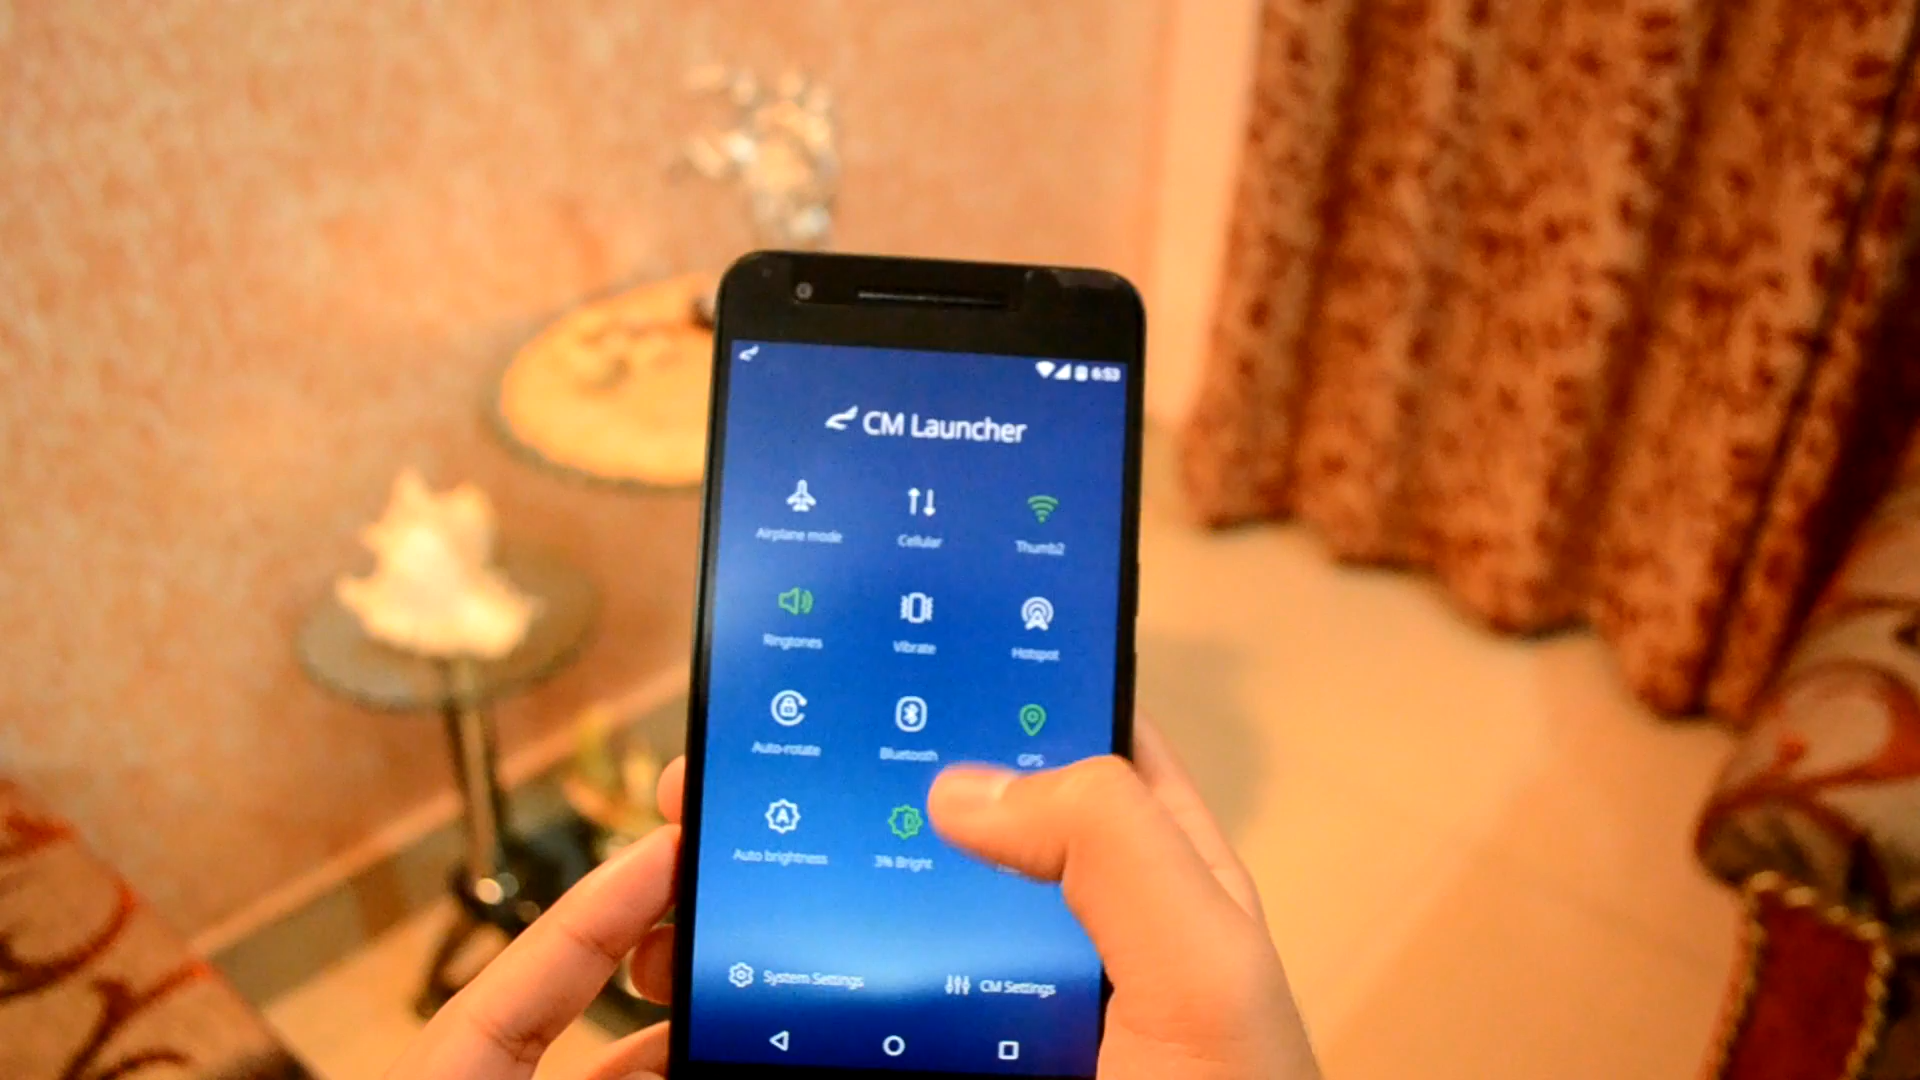 6:53
CM Launcher
Airplane mode Cellular Thumb2
Ringtones Vibrate Hotspot
Auto-rotate Bluetooth GPS
Auto brightness 3% Bright
System Settings CM Settings